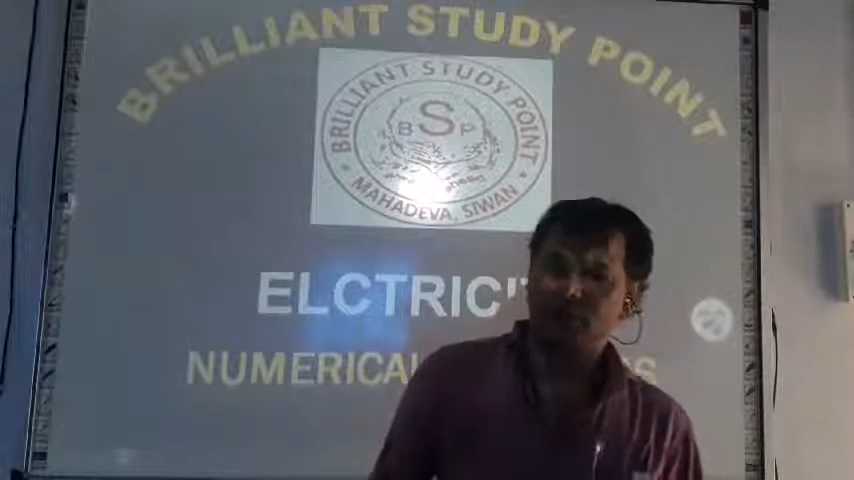 BRILLIANT STUDY POINT
BRILLIANT STUDY POINT
S
B P
MAHADEVA, SIWAN
ELCTRICI
NUMERICAL